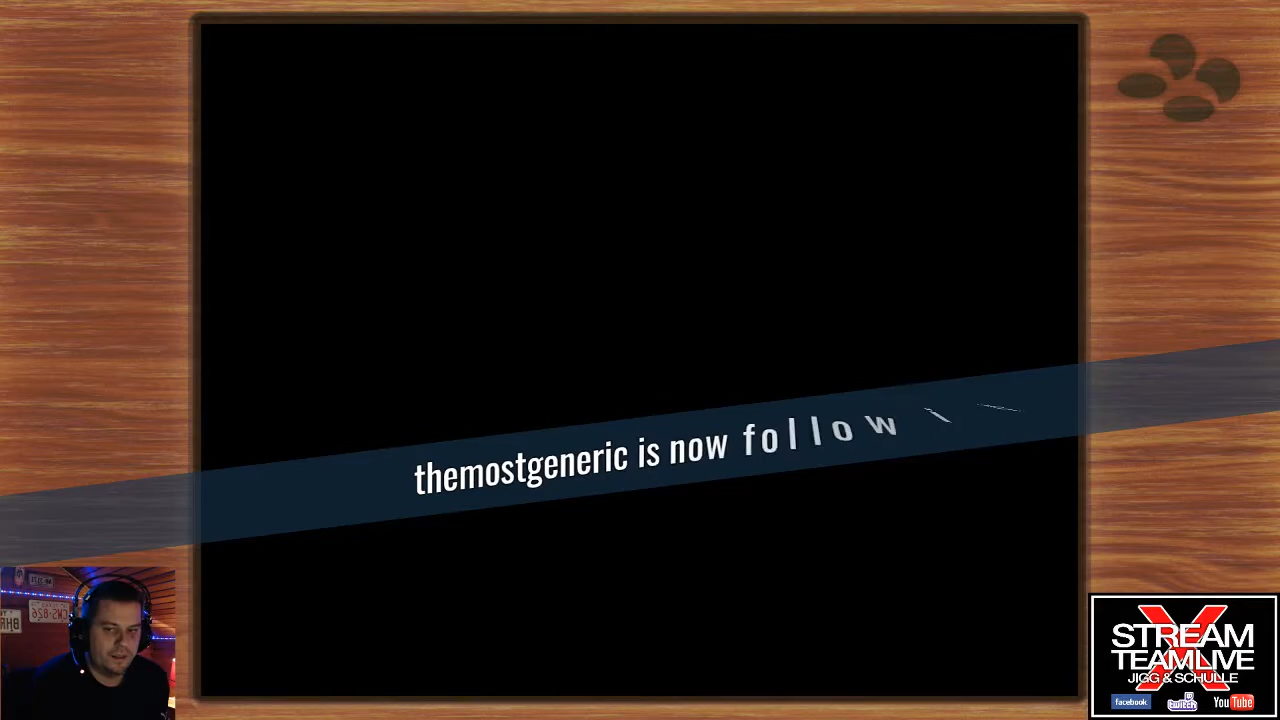 themostgeneric is now follow
STREAM
TEAMLIVE
JIGG & SCHULLE
facebook
twitch
YouTube